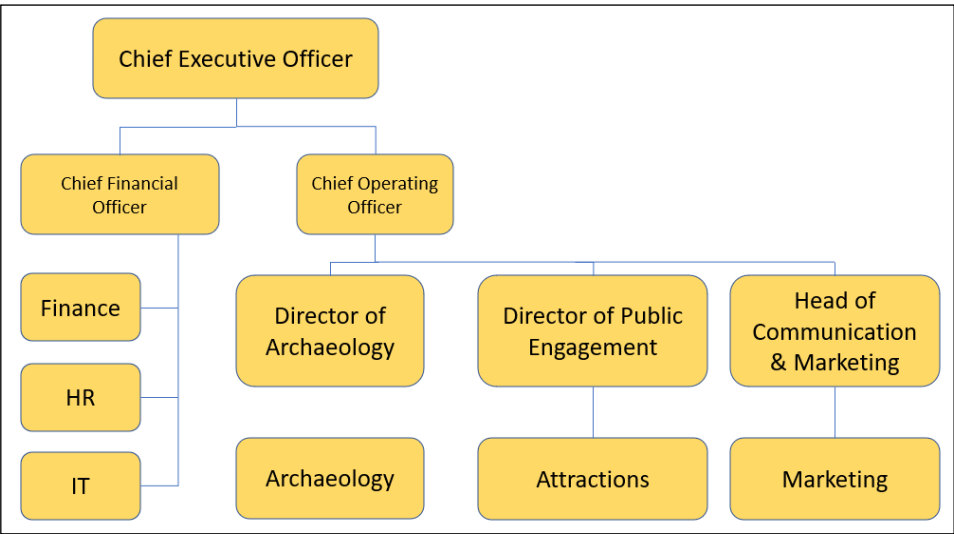 Chief Executive Officer
Chief Financial
Officer
Chief Operating
Officer
Finance
HR
IT
Director of
Archaeology
Director of Public
Engagement
Head of
Communication
& Marketing
Archaeology
Attractions
Marketing